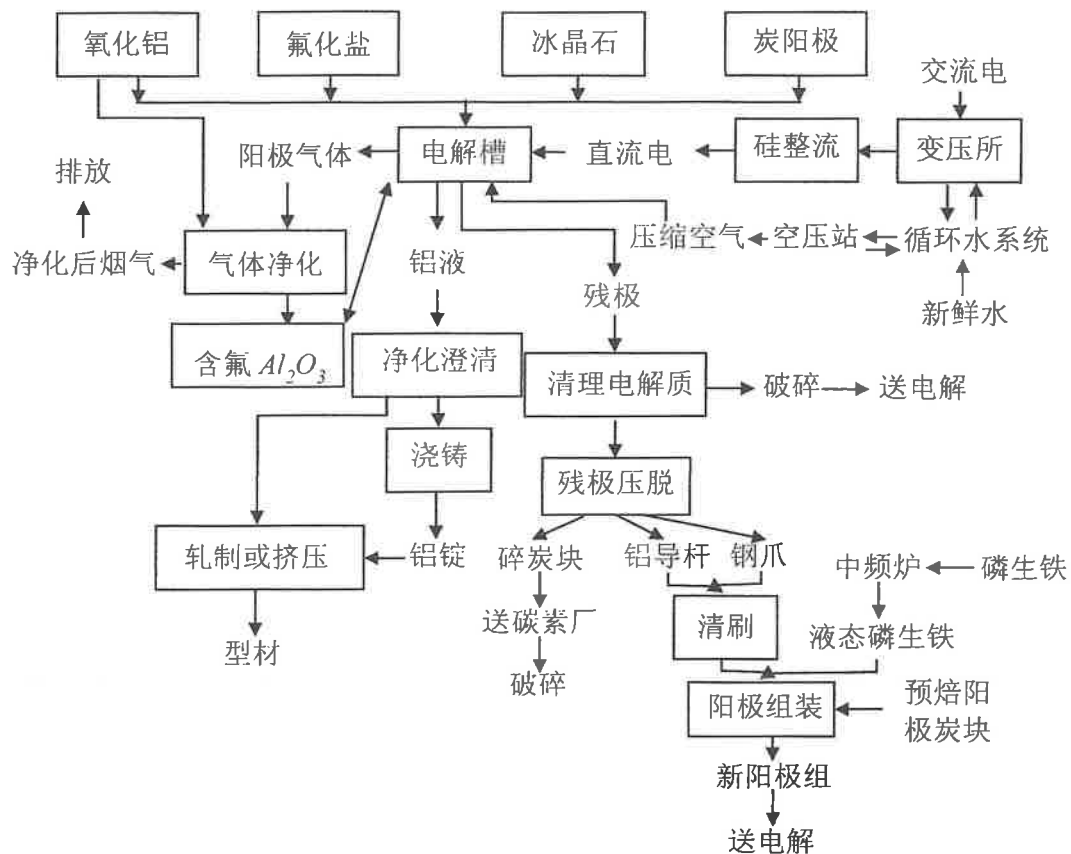 氧化铝
氟化盐
冰晶石
炭阳极
交流电
阳极气体
电解槽
直流电
硅整流
变压所
排放
净化后烟气
气体净化
铝液
压缩空气
空压站
循环水系统
残极
新鲜水
含氟 Al₂O₃
净化澄清
清理电解质
破碎
送电解
浇铸
残极压脱
轧制或挤压
铝锭
碎炭块
铝导杆
钢爪
中频炉
磷生铁
型材
送碳素厂
清刷
液态磷生铁
破碎
阳极组装
预焙阳
极炭块
新阳极组
送电解